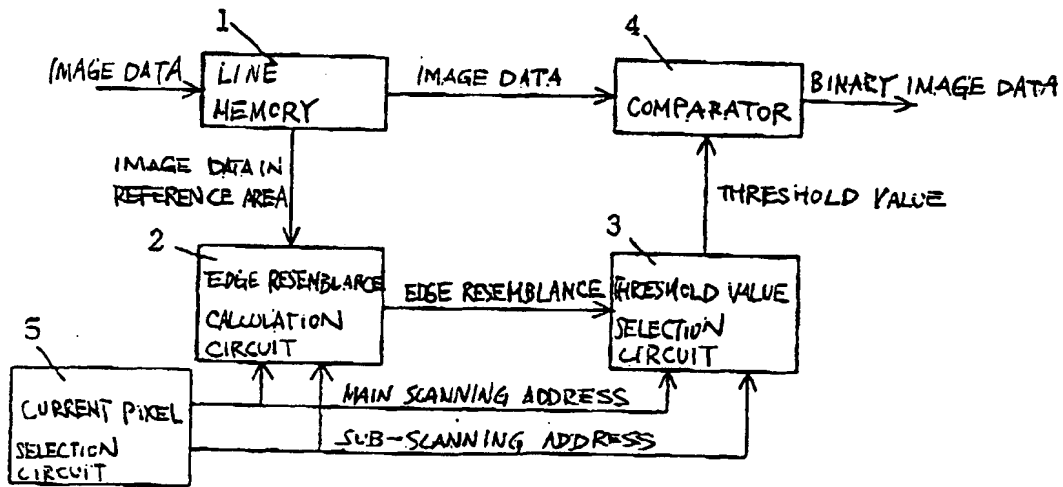 1
4
IMAGE DATA
LINE
MEMORY
IMAGE DATA
COMPARATOR
BINARY IMAGE DATA
IMAGE DATA IN
REFERENCE AREA
THRESHOLD VALUE
2
3
EDGE RESEMBLANCE
CALCULATION
CIRCUIT
EDGE RESEMBLANCE
THRESHOLD VALUE
SELECTION
CIRCUIT
5
CURRENT PIXEL
SELECTION
CIRCUIT
MAIN SCANNING ADDRESS
SUB-SCANNING ADDRESS